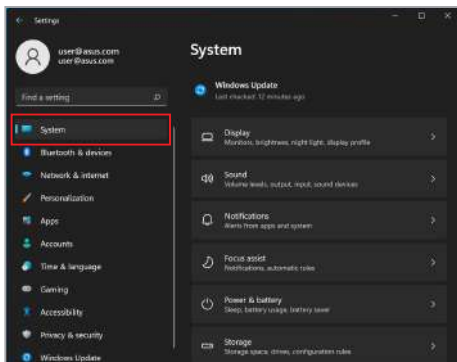 Settings
user@asus.com
user@asus.com
Find a setting
System
Bluetooth & devices
Network & internet
Personalization
Apps
Accounts
Time & language
Gaming
Accessibility
Privacy & security
Windows Update
System
Windows Update
Last checked: 12 minutes ago
Display
Monitors, brightness, night light, display profile
Sound
Volume levels, output, input, sound devices
Notifications
Alerts from apps and system
Focus assist
Notifications, automatic rules
Power & battery
Sleep, battery usage, battery saver
Storage
Storage space, drives, configuration rules